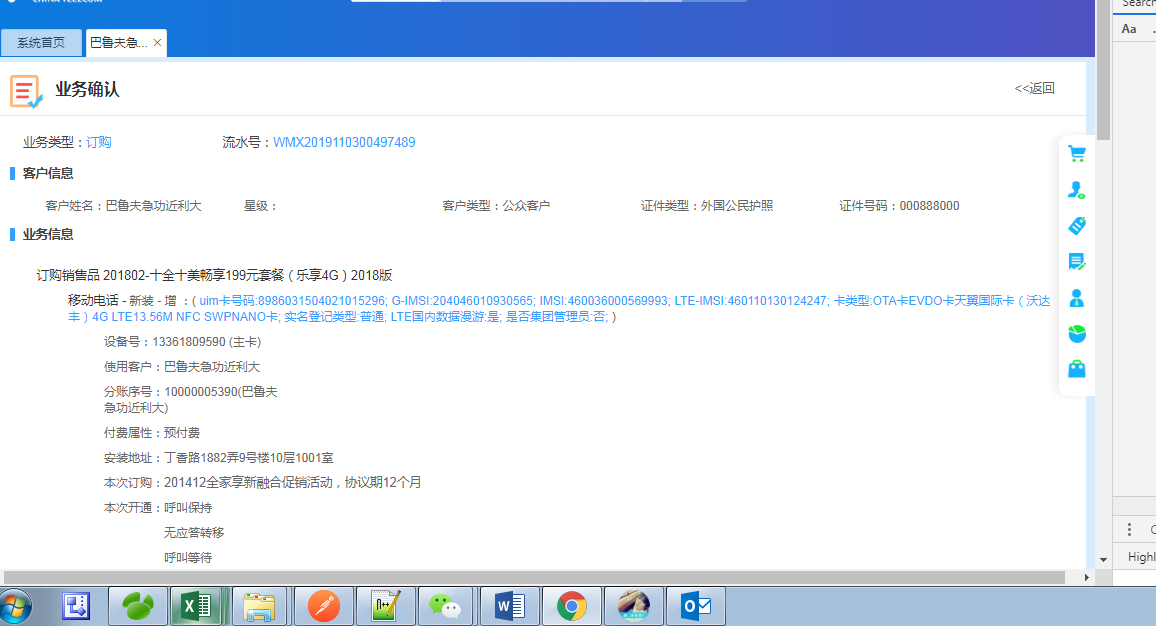 CHINA TELECOM
Search
系统首页
巴鲁夫急... ×
Aa
业务确认
<<返回
业务类型：订购
流水号：WMX2019110300497489
客户信息
客户姓名：巴鲁夫急功近利大
星级：
客户类型：公众客户
证件类型：外国公民护照
证件号码：000888000
业务信息
订购销售品 201802-十全十美畅享199元套餐（乐享4G）2018版
移动电话 - 新装 - 增 ：( uim卡号码:8986031504021015296; G-IMSI:204046010930565; IMSI:460036000569993; LTE-IMSI:460110130124247; 卡类型:OTA卡EVDO卡天翼国际卡（沃达
丰）4G LTE13.56M NFC SWPNANO卡; 实名登记类型:普通; LTE国内数据漫游:是; 是否集团管理员:否; )
设备号：13361809590 (主卡)
使用客户：巴鲁夫急功近利大
分账序号：10000005390(巴鲁夫
急功近利大)
付费属性：预付费
安装地址：丁香路1882弄9号楼10层1001室
本次订购：201412全家享新融合促销活动，协议期12个月
本次开通：呼叫保持
无应答转移
呼叫等待
Highl